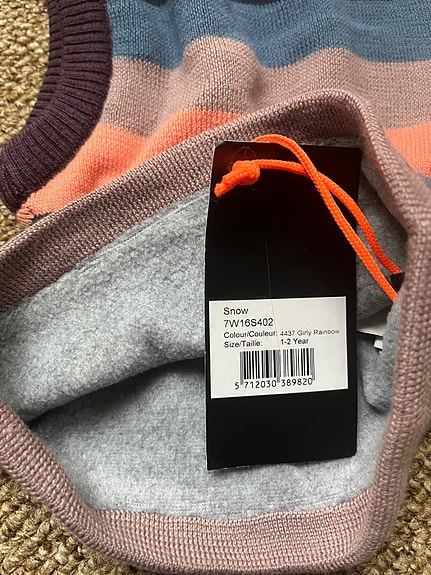 Snow
7W16S402
Colour/Couleur: 4437 Girly Rainbow
Size/Taille: 1-2 Year
5 712030 389820